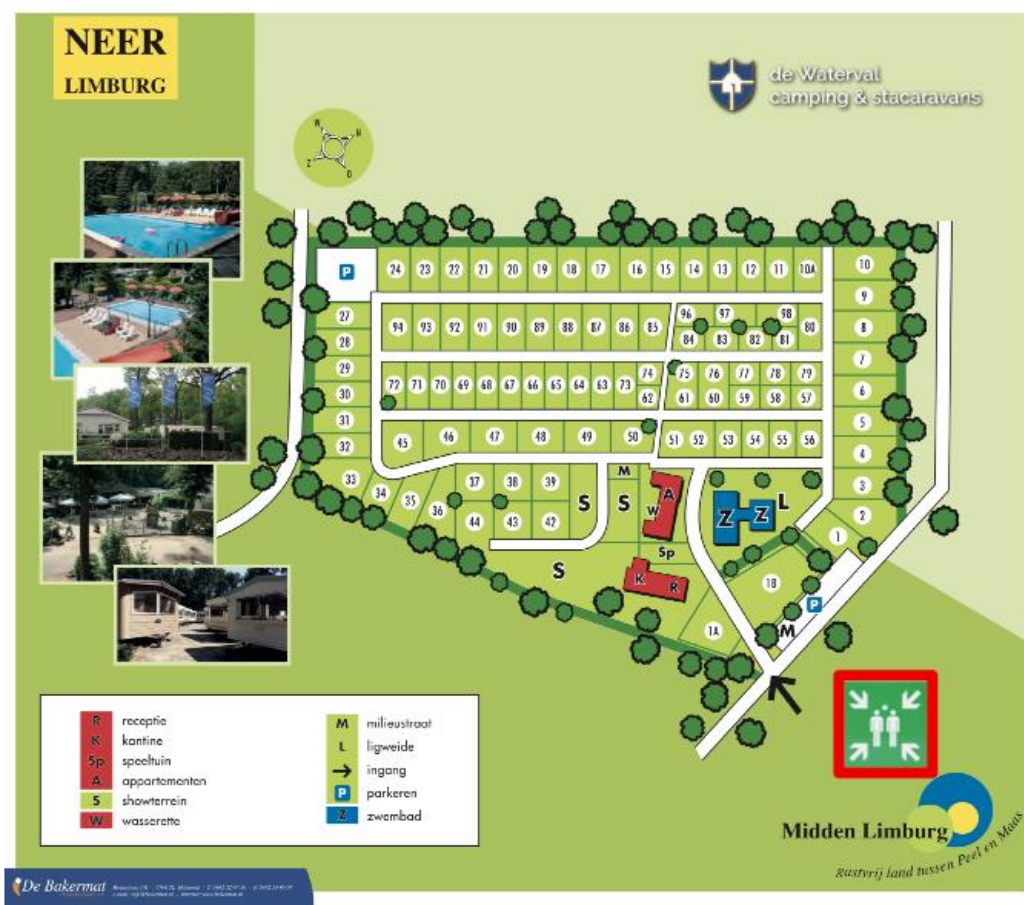 NEER
LIMBURG
de Waterval
camping & stacaravans
W
N
Z
O
P
24 23 22 21 20 19 18 17 16 15 14 13 12 11 10A
10
9
8
7
6
5
4
3
2
1
27
28
29
30
31
32
33
34
35
36
94 93 92 91 90 89 88 87 86 85
96 97 98
84 83 82 81 80
72 71 70 69 68 67 66 65 64 63 73
74 75 76 77 78 79
62 61 60 59 58 57
45 46 47 48 49 50 51 52 53 54 55 56
37 38 39
44 43 42
S
S
S
M
A
W
Sp
K
R
Z
Z
L
1B
1A
P
M
R receptie
K kantine
Sp speeltuin
A appartementen
S showterrein
W wasserette
M milieustraat
L ligweide
ingang
P parkeren
Z zwembad
Midden Limburg
Rustvrij land tussen Peel en Maas
De Bakermat